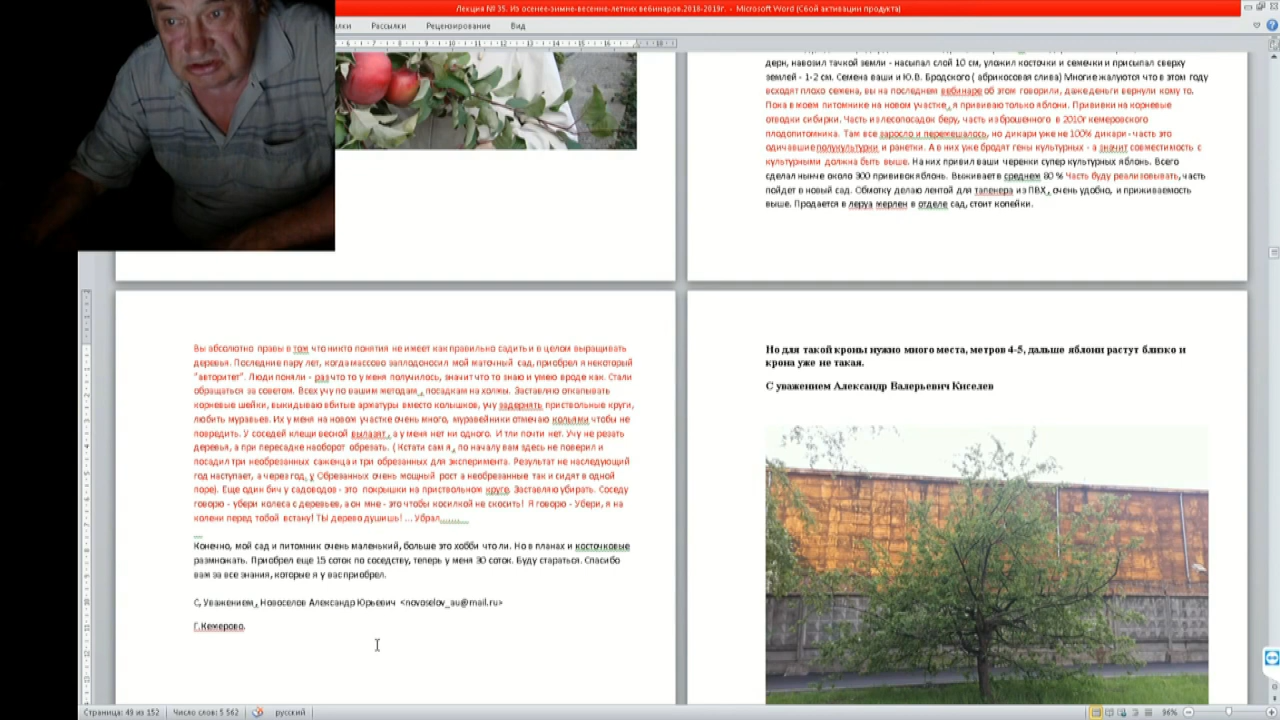 Лекция № 35. Из осенее-зимне-весенне-летних вебинаров.2018-2019г. - Microsoft Word (Сбой активации продукта)
Рассылки Рецензирование Вид
дерн, навозил тачкой земли - насыпал слой 10 см, уложил косточки и семечки и присыпал сверху
землей - 1-2 см. Семена ваши и Ю.В. Бродского ( абрикосовая слива) Многие жалуются что в этом году
всходят плохо семена, вы на последнем вебинаре об этом говорили, даже деньги вернули кому то.
Пока в моем питомнике на новом участке, я прививаю только яблони. Прививки на корневые
отводки сибирки. Часть из лесопосадок беру, часть из брошенного в 2010г кемеровского
плодопитомника. Там все заросло и перемешалось, но дикари уже не 100% дикари - часть это
одичавшие полукультурки и ранетки. А в них уже бродят гены культурных - а значит совместимость с
культурными должна быть выше. На них привил ваши черенки супер культурных яблонь. Всего
сделал нынче около 300 прививок яблонь. Выживает в среднем 80 % Часть буду реализовывать, часть
пойдет в новый сад. Обмотку делаю лентой для тапенера из ПВХ, очень удобно, и приживаемость
выше. Продается в леруа мерлен в отделе сад, стоит копейки.
Вы абсолютно правы в том что никто понятия не имеет как правильно садить и в целом выращивать
деревья. Последние пару лет, когда массово заплодоносил мой маточный сад, приобрел я некоторый
"авторитет". Люди поняли - раз что то у меня получилось, значит что то знаю и умею вроде как. Стали
обращаться за советом. Всех учу по вашим методам, посадкам на холмы. Заставляю откапывать
корневые шейки, выкидываю вбитые арматуры вместо колышков, учу задернять приствольные круги,
любить муравьев. Их у меня на новом участке очень много, муравейники отмечаю кольями чтобы не
повредить. У соседей клещи весной вылазят, а у меня нет ни одного. И тли почти нет. Учу не резать
деревья, а при пересадке наоборот обрезать. ( Кстати сам я, по началу вам здесь не поверил и
посадил три необрезанных саженца и три обрезанных для эксперимента. Результат не наследующий
год наступает, а через год, у Обрезанных очень мощный рост а необрезанные так и сидят в одной
поре). Еще один бич у садоводов - это покрышки на приствольном круге. Заставляю убирать. Соседу
говорю - убери колеса с деревьев, а он мне - это чтобы косилкой не скосить! Я говорю - Убери, я на
колени перед тобой встану! ТЫ дерево душишь! ... Убрал.......
Конечно, мой сад и питомник очень маленький, больше это хобби что ли. Но в планах и косточковые
размножать. Приобрел еще 15 соток по соседству, теперь у меня 30 соток. Буду стараться. Спасибо
вам за все знания, которые я у вас приобрел.
С, Уважением, Новоселов Александр Юрьевич <novoselov_au@mail.ru>
Г.Кемерово.
Но для такой кроны нужно много места, метров 4-5, дальше яблони растут близко и
крона уже не такая.
С уважением Александр Валерьевич Киселев
Страница: 49 из 152 Число слов: 5 562 русский 96%